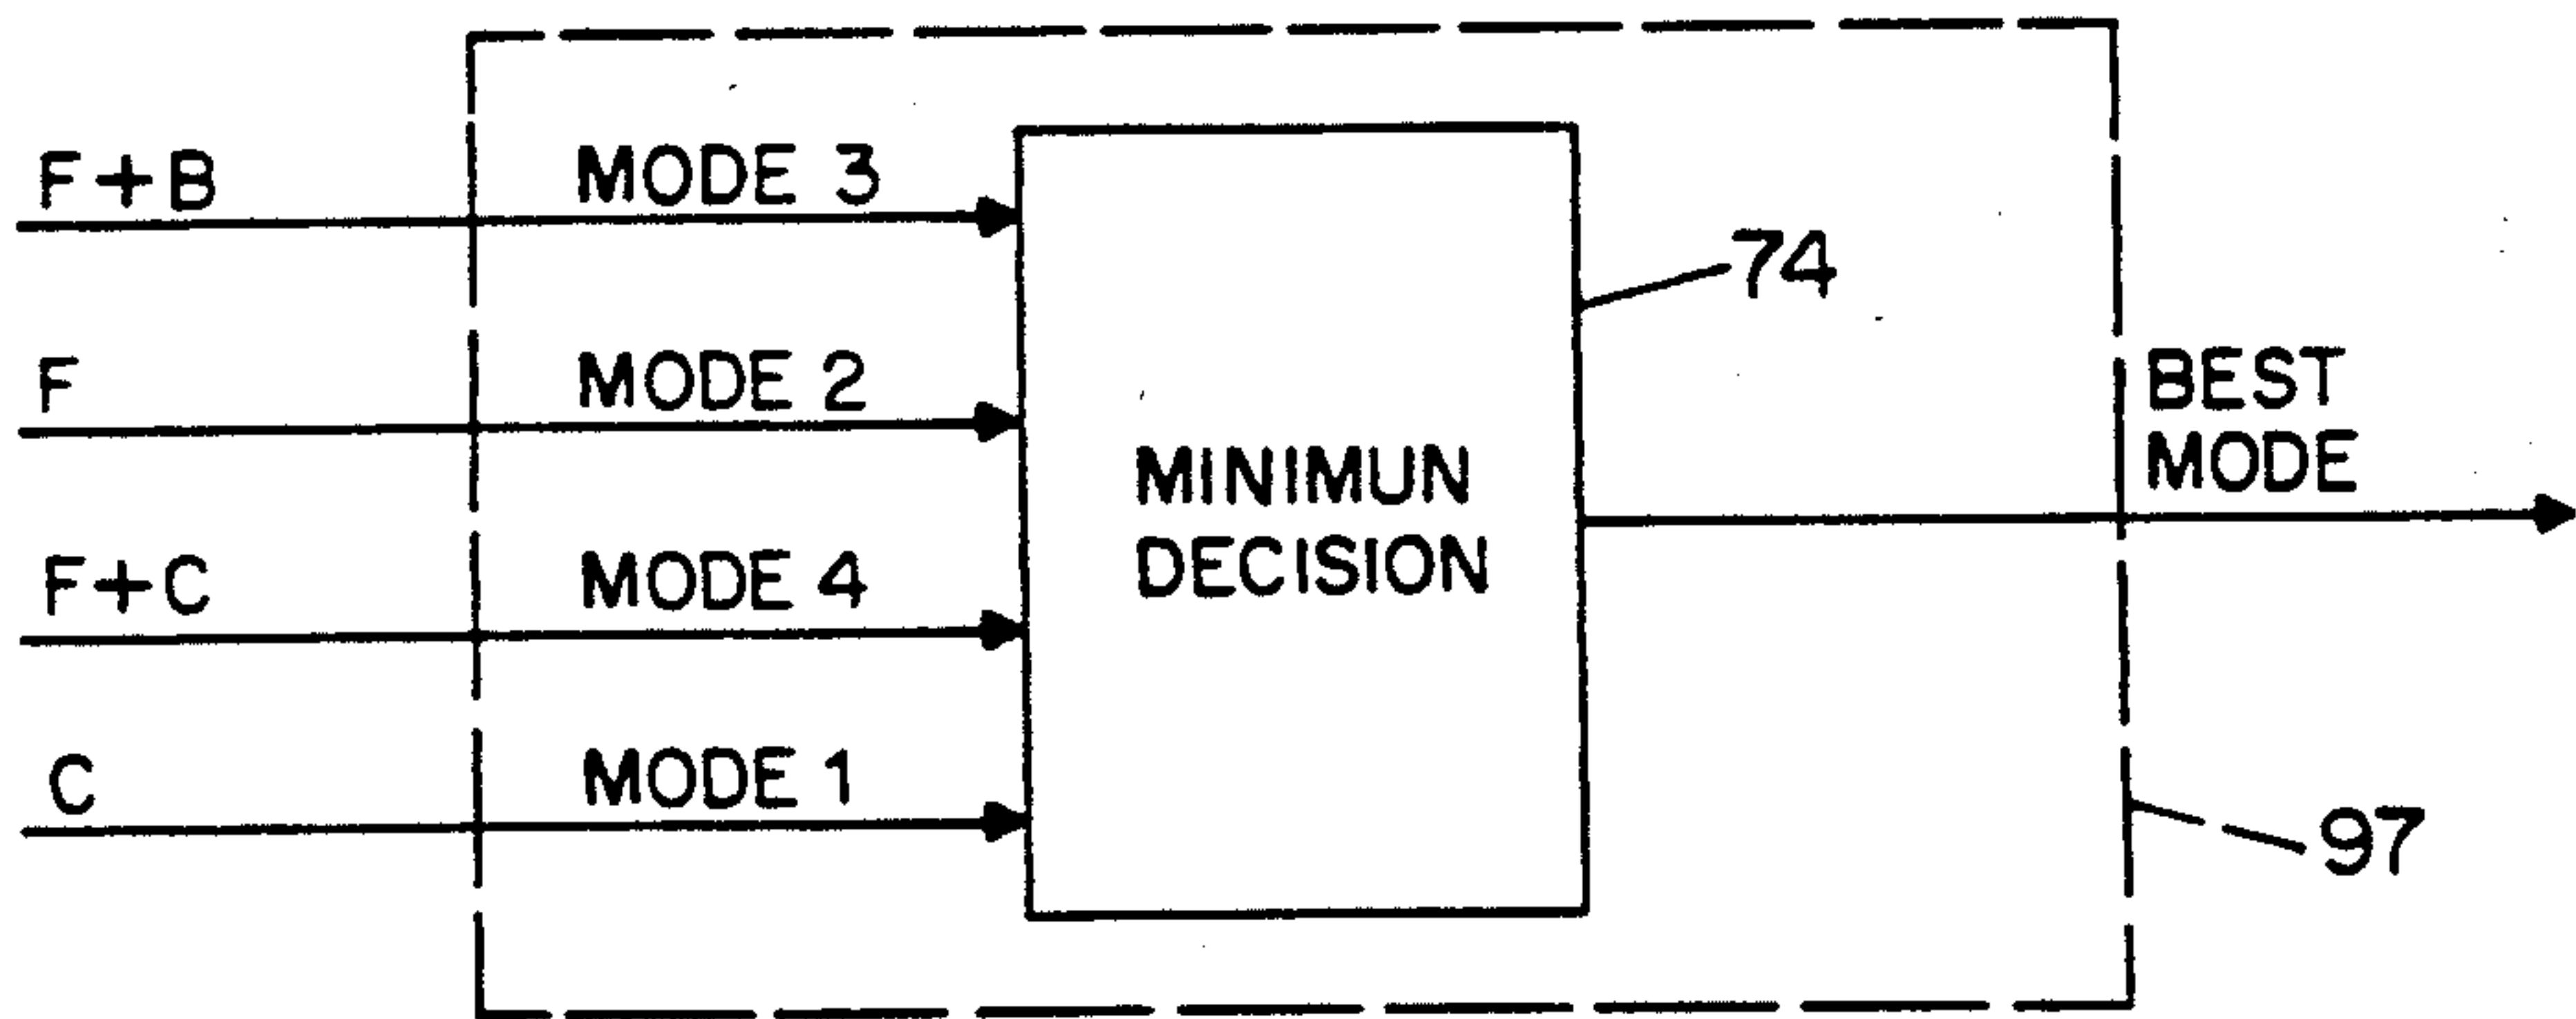 F+B
MODE 3
74
F
MODE 2
BEST
MODE
MINIMUN
DECISION
F+C
MODE 4
C
MODE 1
97